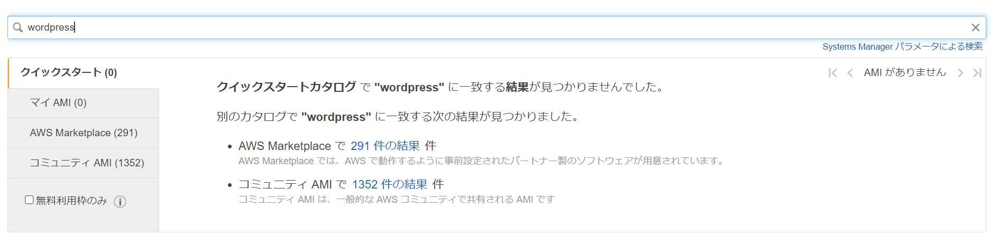 wordpress
Systems Manager パラメータによる検索
クイックスタート (0)
マイ AMI (0)
AWS Marketplace (291)
コミュニティ AMI (1352)
無料利用枠のみ
AMI がありません
クイックスタートカタログ で "wordpress" に一致する結果が見つかりませんでした。
別のカタログで "wordpress" に一致する次の結果が見つかりました。
AWS Marketplace で 291 件の結果 件
AWS Marketplace では、AWS で動作するように事前設定されたパートナー製のソフトウェアが用意されています。
コミュニティ AMI で 1352 件の結果 件
コミュニティ AMI は、一般的な AWS コミュニティで共有される AMI です